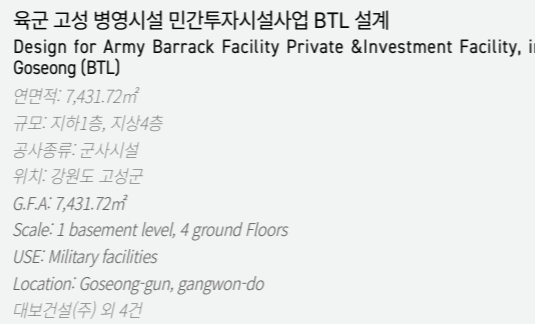 육군 고성 병영시설 민간투자시설사업 BTL 설계
Design for Army Barrack Facility Private &Investment Facility, in
Goseong (BTL)
연면적: 7,431.72㎡
규모: 지하1층, 지상4층
공사종류: 군사시설
위치: 강원도 고성군
G.F.A: 7,431.72㎡
Scale: 1 basement level, 4 ground Floors
USE: Military facilities
Location: Goseong-gun, gangwon-do
대보건설(주) 외 4건